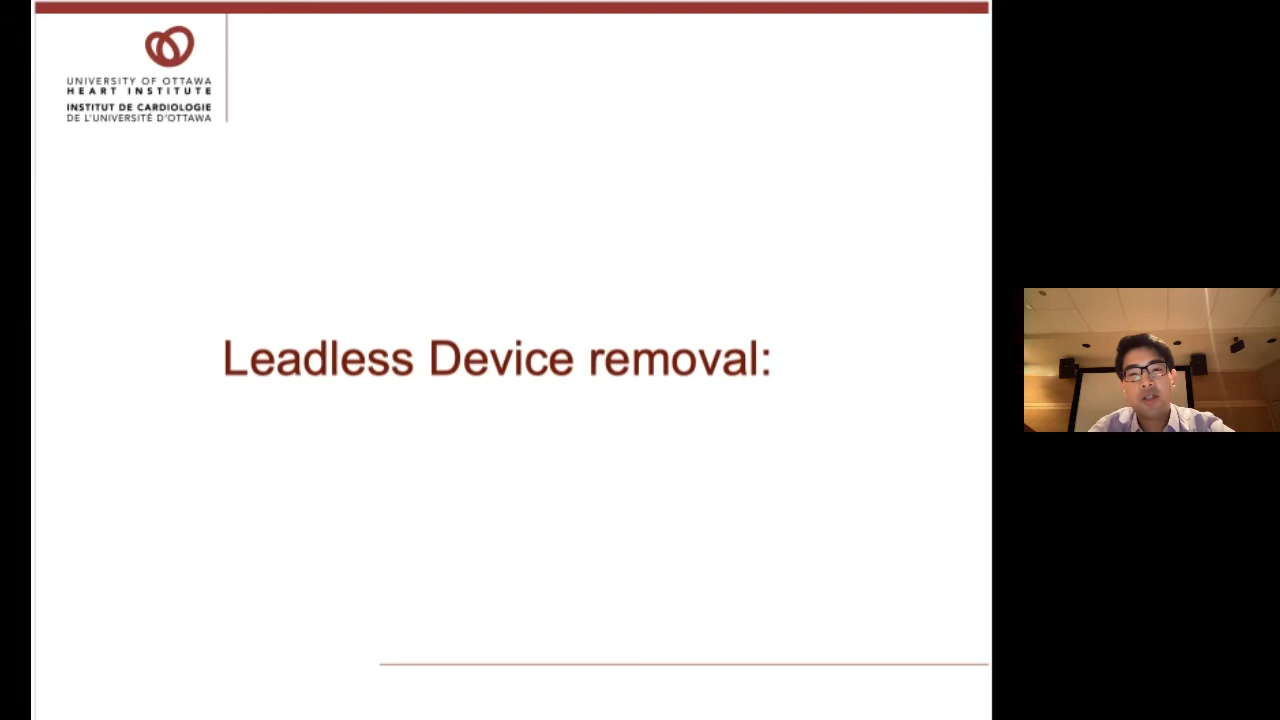 UNIVERSITY OF OTTAWA
HEART INSTITUTE
INSTITUT DE CARDIOLOGIE
DE L'UNIVERSITÉ D'OTTAWA
Leadless Device removal: